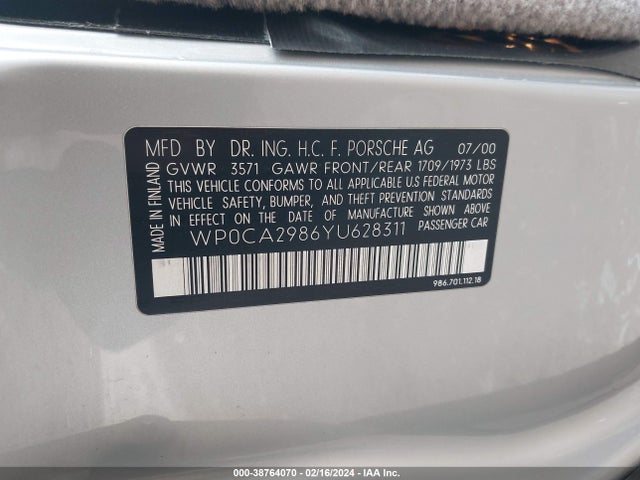 MADE IN FINLAND
MFD BY DR. ING. H.C. F. PORSCHE AG 07/00
GVWR 3571 GAWR FRONT/REAR 1709/1973 LBS
THIS VEHICLE CONFORMS TO ALL APPLICABLE U.S FEDERAL MOTOR
VEHICLE SAFETY, BUMPER, AND THEFT PREVENTION STANDARDS
IN EFFECT ON THE DATE OF MANUFACTURE SHOWN ABOVE.
WP0CA2986YU628311 PASSENGER CAR
986.701.112.18
000-38764070 - 02/16/2024 - IAA Inc.